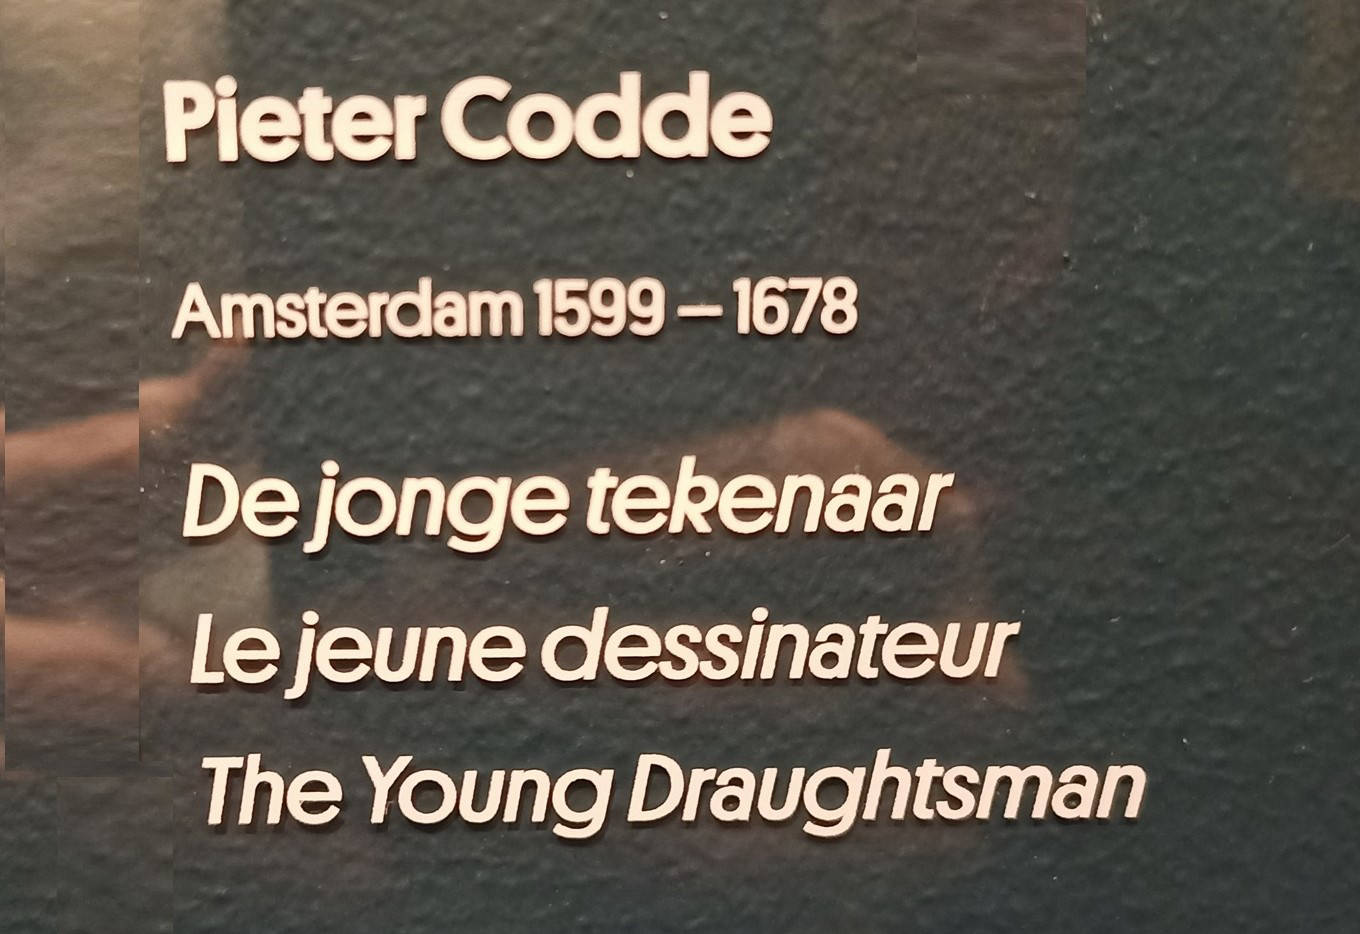 Pieter Codde
Amsterdam 1599 – 1678
De jonge tekenaar
Le jeune dessinateur
The Young Draughtsman